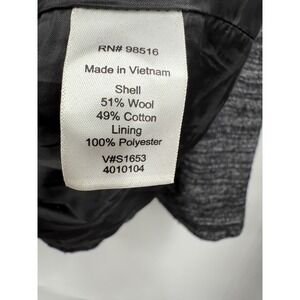 RN# 98516
Made in Vietnam
Shell
51% Wool
49% Cotton
Lining
100% Polyester
V#S1653
4010104